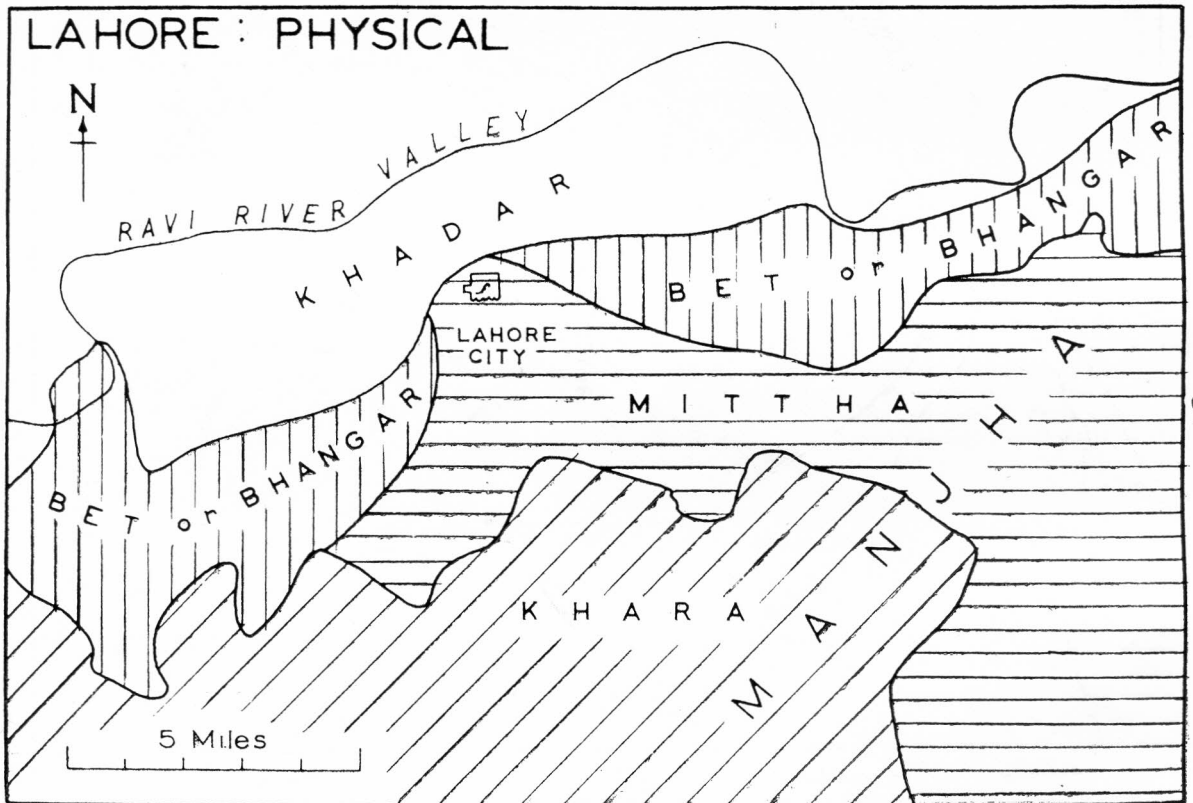 LAHORE : PHYSICAL
N
RAVI RIVER VALLEY
KHADAR
BET or BHANGAR
LAHORE
CITY
MITTHA
BET or BHANGAR
KHARA
MANJHA
5 Miles